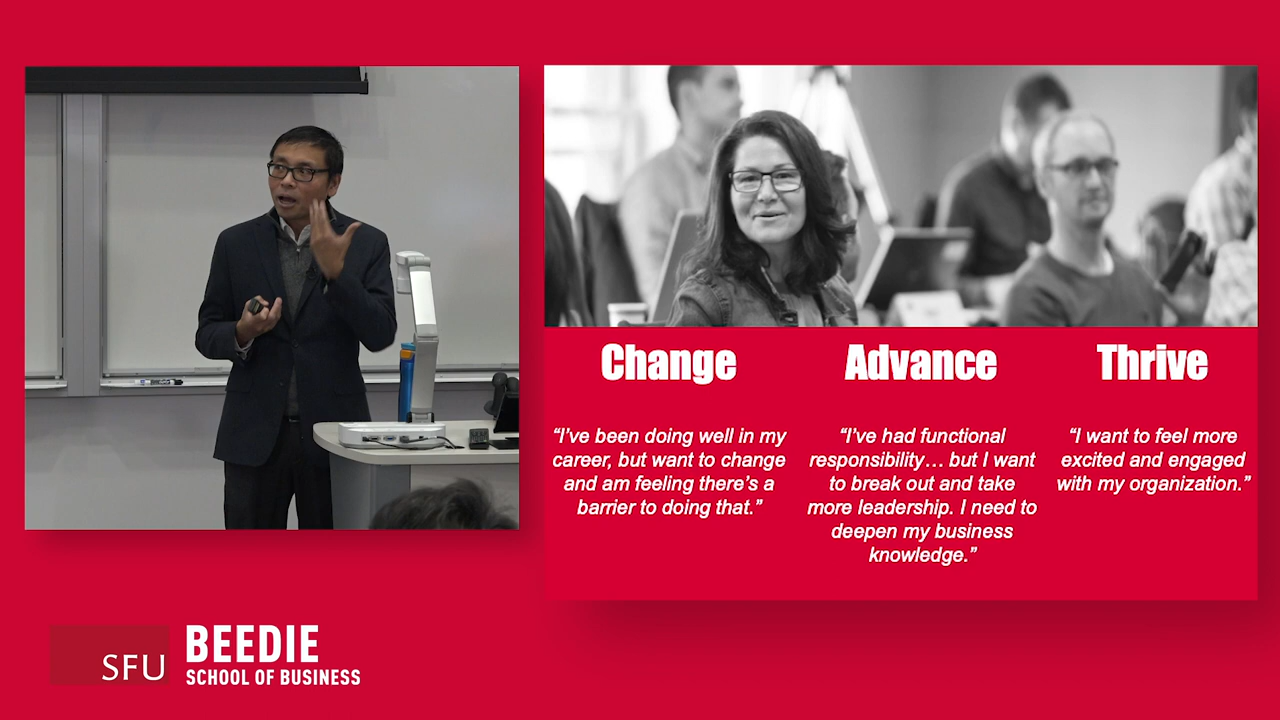 Change
Advance
Thrive
“I’ve been doing well in my
career, but want to change
and am feeling there’s a
barrier to doing that.”
“I’ve had functional
responsibility… but I want
to break out and take
more leadership. I need to
deepen my business
knowledge.”
“I want to feel more
excited and engaged
with my organization.”
SFU
BEEDIE
SCHOOL OF BUSINESS